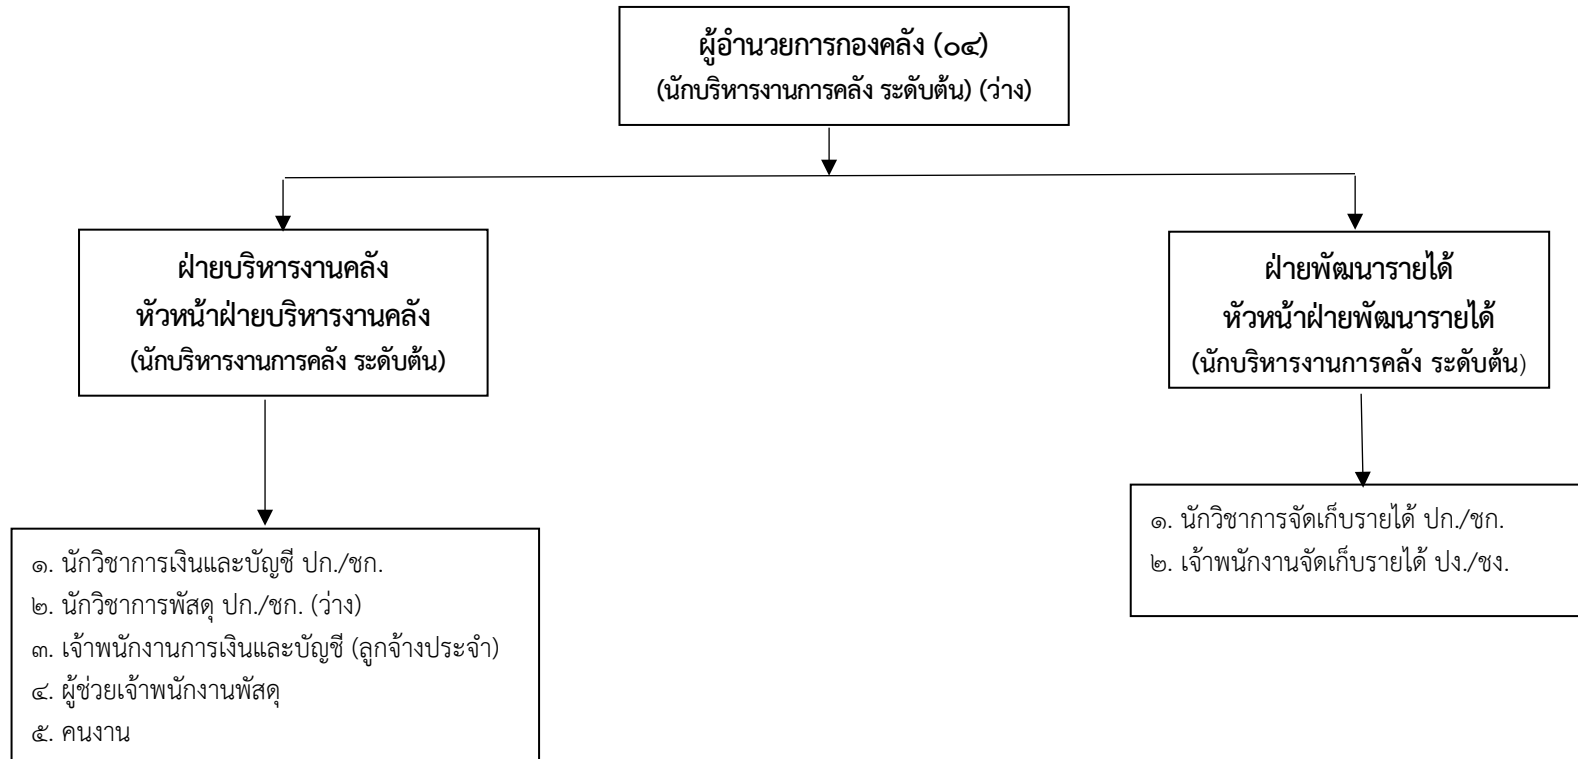 ผู้อำนวยการกองคลัง (๐๔)
(นักบริหารงานการคลัง ระดับต้น) (ว่าง)
ฝ่ายบริหารงานคลัง
หัวหน้าฝ่ายบริหารงานคลัง
(นักบริหารงานการคลัง ระดับต้น)
ฝ่ายพัฒนารายได้
หัวหน้าฝ่ายพัฒนารายได้
(นักบริหารงานการคลัง ระดับต้น)
๑. นักวิชาการเงินและบัญชี ปก./ชก.
๒. นักวิชาการพัสดุ ปก./ชก. (ว่าง)
๓. เจ้าพนักงานการเงินและบัญชี (ลูกจ้างประจำ)
๔. ผู้ช่วยเจ้าพนักงานพัสดุ
๕. คนงาน
๑. นักวิชาการจัดเก็บรายได้ ปก./ชก.
๒. เจ้าพนักงานจัดเก็บรายได้ ปง./ชง.